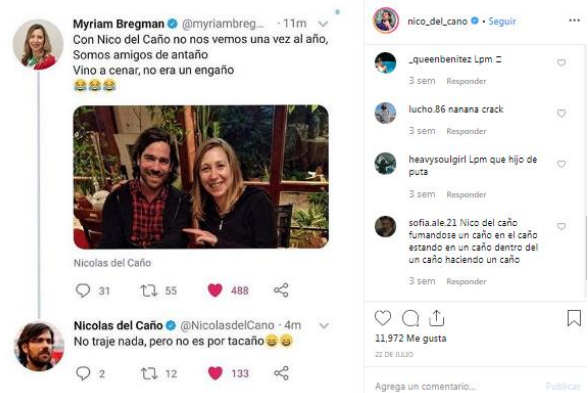 Myriam Bregman @myriambreg... · 11m
Con Nico del Caño no nos vemos una vez al año,
Somos amigos de antaño
Vino a cenar, no era un engaño
😂😂😂
Nicolas del Caño
31 55 488
Nicolas del Caño @NicolasdelCano · 4m
No traje nada, pero no es por tacaño😄😄
2 12 133
nico_del_cano • Seguir
_queenbenitez Lpm
3 sem Responder
lucho.86 nanana crack
3 sem Responder
heavysoulgirl Lpm que hijo de
puta
3 sem Responder
sofia.ale.21 Nico del caño
fumandose un caño en el caño
estando en un caño dentro del
un caño haciendo un caño
3 sem Responder
11,972 Me gusta
22 DE JULIO
Agrega un comentario... Publicar